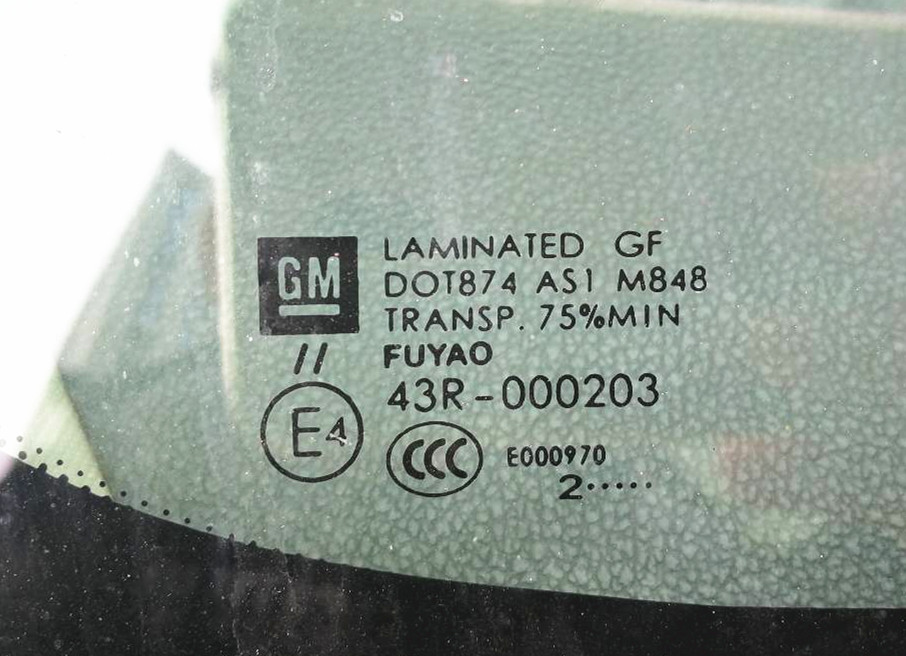 GM
LAMINATED GF
DOT874 AS1 M848
TRANSP. 75%MIN
//
FUYAO
43R-000203
E4
CCC
E000970
2·····